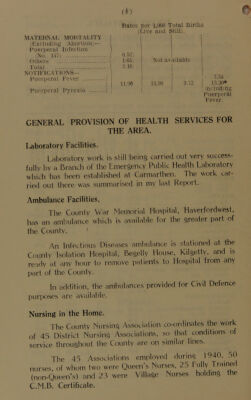 ( 8 )
Rates per 1,000 Total Births
(Live and Still).
MATERNAL MORTALITY
(Excluding Abortion)—
Puerperal Infection
(No. 147)
Others
Total
Not available
NOTIFICATIONS
Puerperal Fever
Puerperal Pyrexia
including
Puerperal
Fever
GENERAL PROVISION OF HEALTH SERVICES FOR
THE AREA.
Laboratory Facilities.
Laboratory work is still being carried out very success-
fully by a Branch of the Emergency Public Health Laboratory
which has been established at Carmarthen. The work car-
ried out there was summarised in my last Report.
Ambulance Facilities.
The County War Memorial Hospital, Haverfordwest,
has an ambulance which is available for the greater part of
the County.
An Infectious Diseases ambulance is stationed at the
County Isolation Hospital, Begelly House, Kilgetty, and is
ready at any hour to remove patients to Hospital from any
part of the County.
In addition, the ambulances provided for Civil Defence
purposes are available.
Nursing in the Home.
The County Nursing Association co-ordinates the work
of 45 District Nursing Associations, so that conditions of
service throughout the County are on similar lines.
The 45 Associations employed during 1940, 50
nurses, of whom two were Queen's Nurses, 25 Fully Trained
(non-Queen's) and 23 were Village Nurses holding the
C.M.B. Certificate.